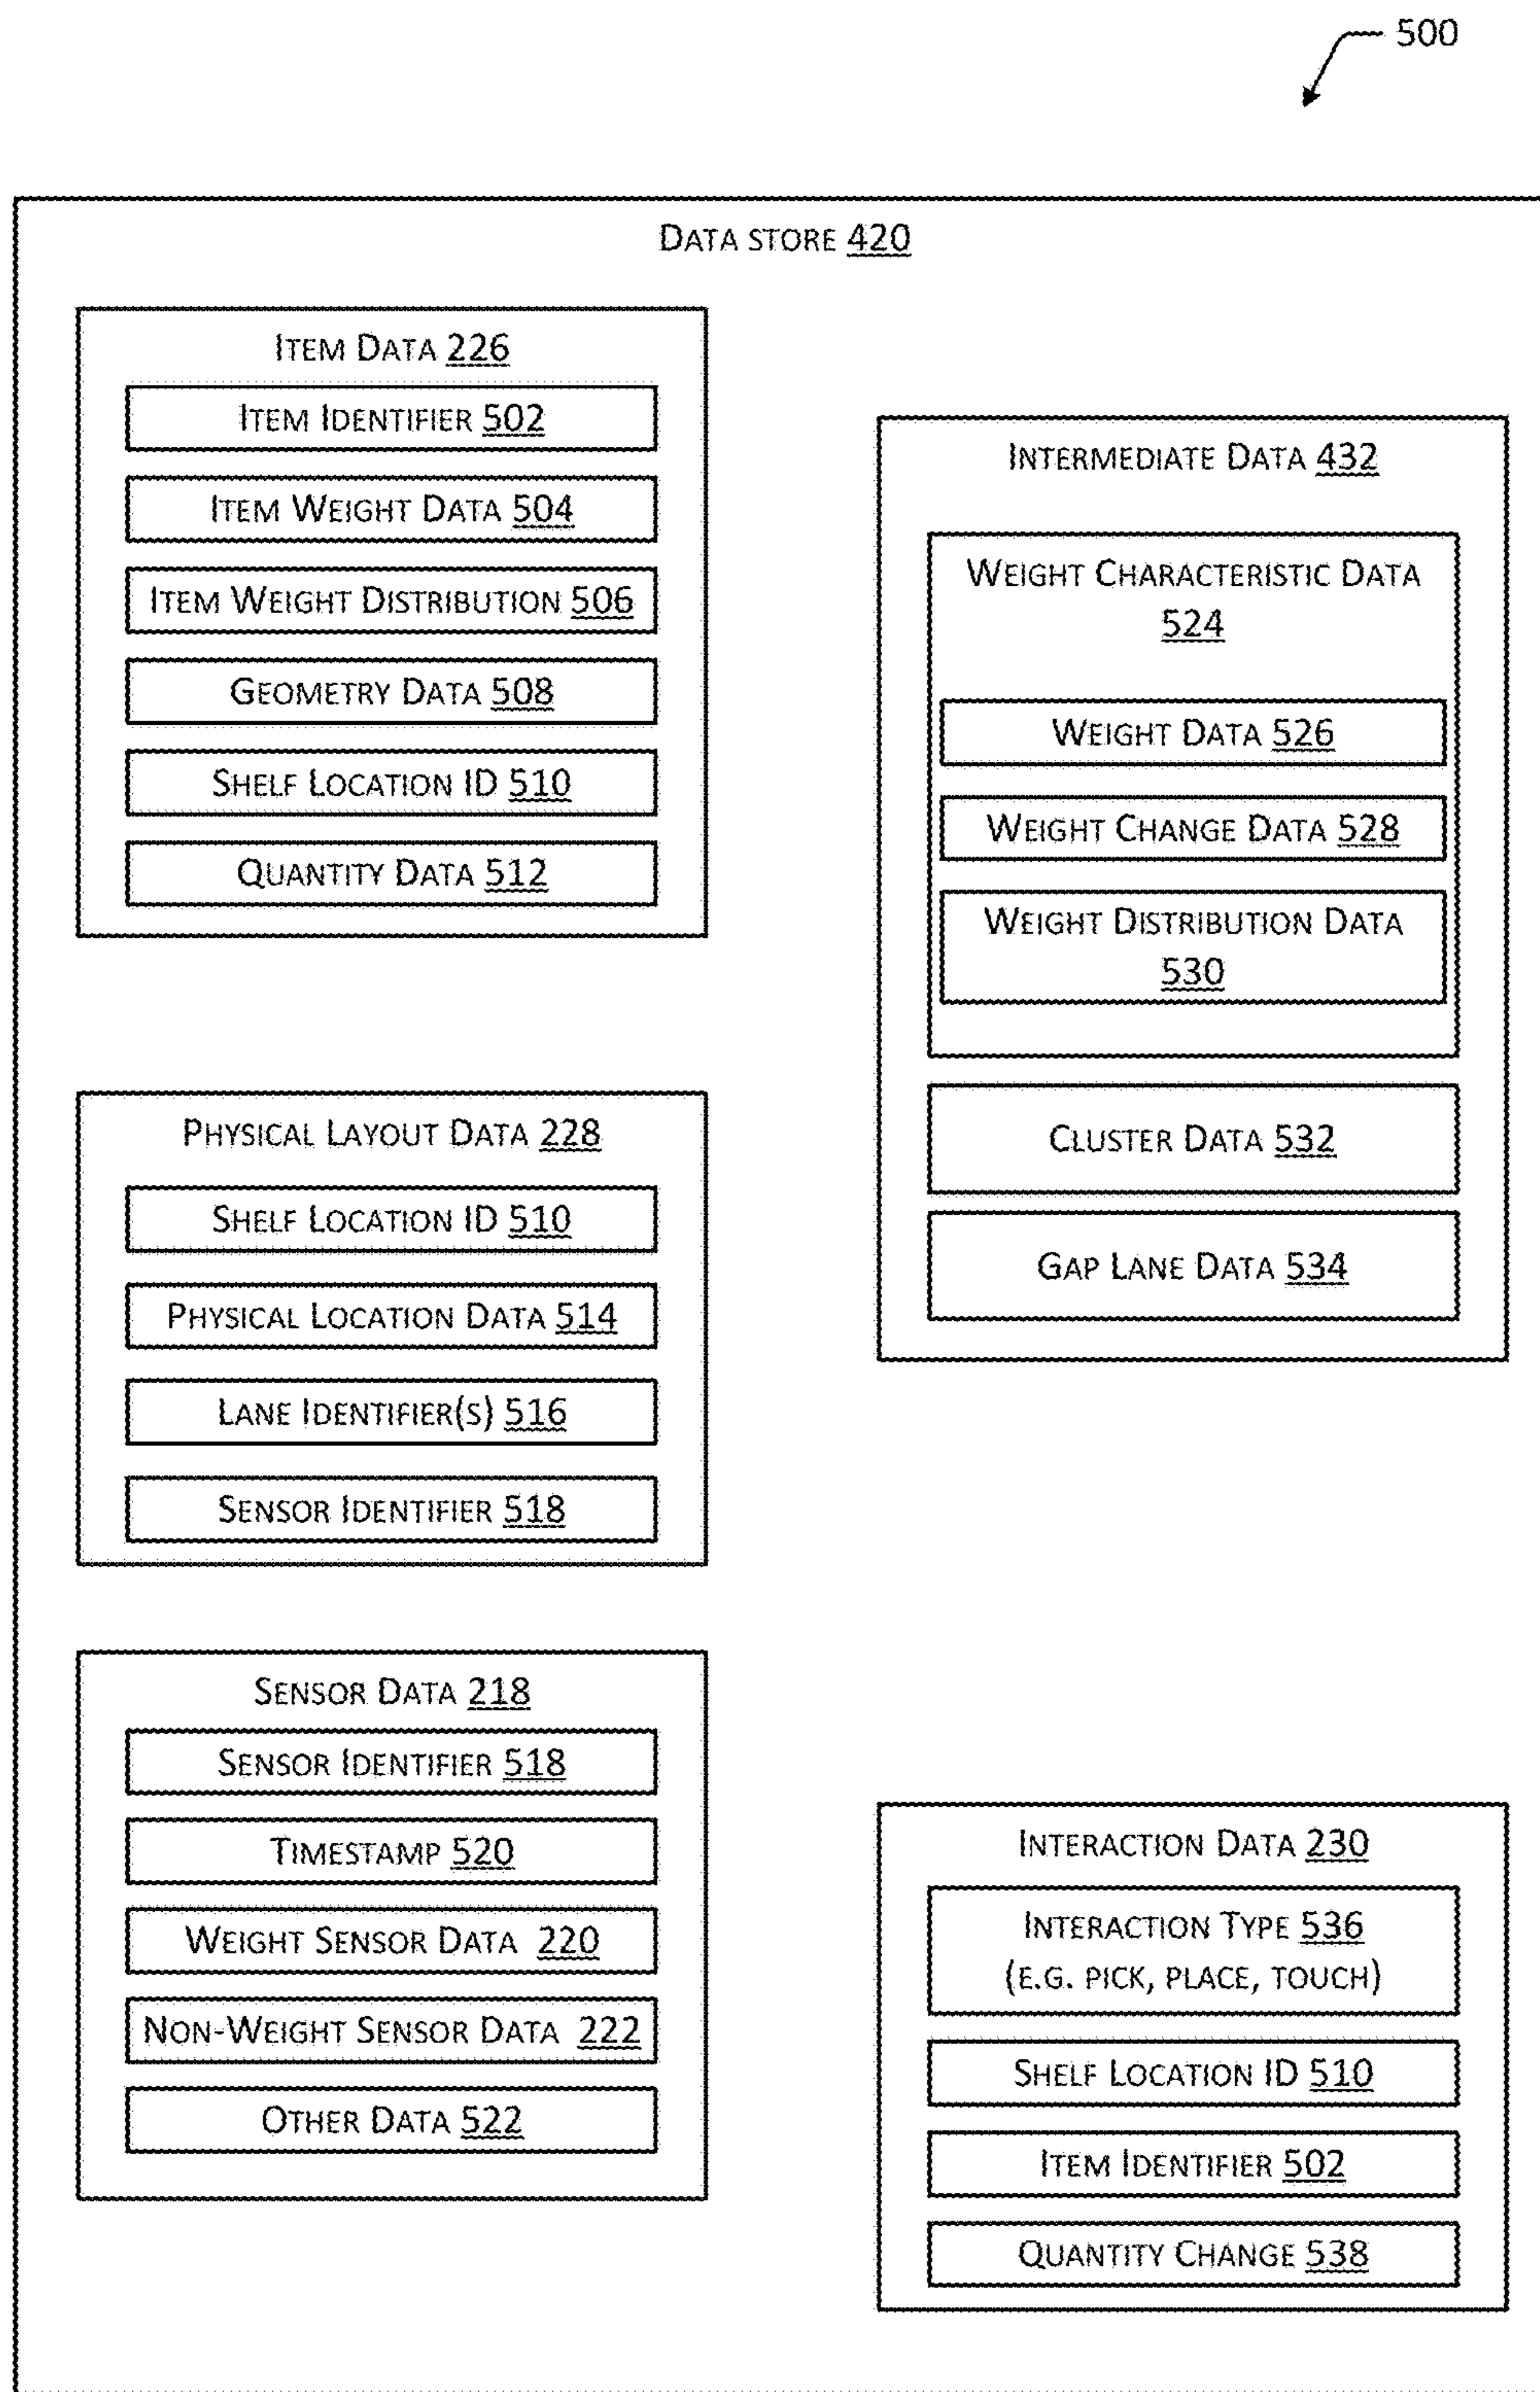 500
DATA STORE 420
ITEM DATA 226
ITEM IDENTIFIER 502
ITEM WEIGHT DATA 504
ITEM WEIGHT DISTRIBUTION 506
GEOMETRY DATA 508
SHELF LOCATION ID 510
QUANTITY DATA 512
PHYSICAL LAYOUT DATA 228
SHELF LOCATION ID 510
PHYSICAL LOCATION DATA 514
LANE IDENTIFIER(S) 516
SENSOR IDENTIFIER 518
SENSOR DATA 218
SENSOR IDENTIFIER 518
TIMESTAMP 520
WEIGHT SENSOR DATA 220
NON-WEIGHT SENSOR DATA 222
OTHER DATA 522
INTERMEDIATE DATA 432
WEIGHT CHARACTERISTIC DATA
524
WEIGHT DATA 526
WEIGHT CHANGE DATA 528
WEIGHT DISTRIBUTION DATA
530
CLUSTER DATA 532
GAP LANE DATA 534
INTERACTION DATA 230
INTERACTION TYPE 536
(E.G. PICK, PLACE, TOUCH)
SHELF LOCATION ID 510
ITEM IDENTIFIER 502
QUANTITY CHANGE 538